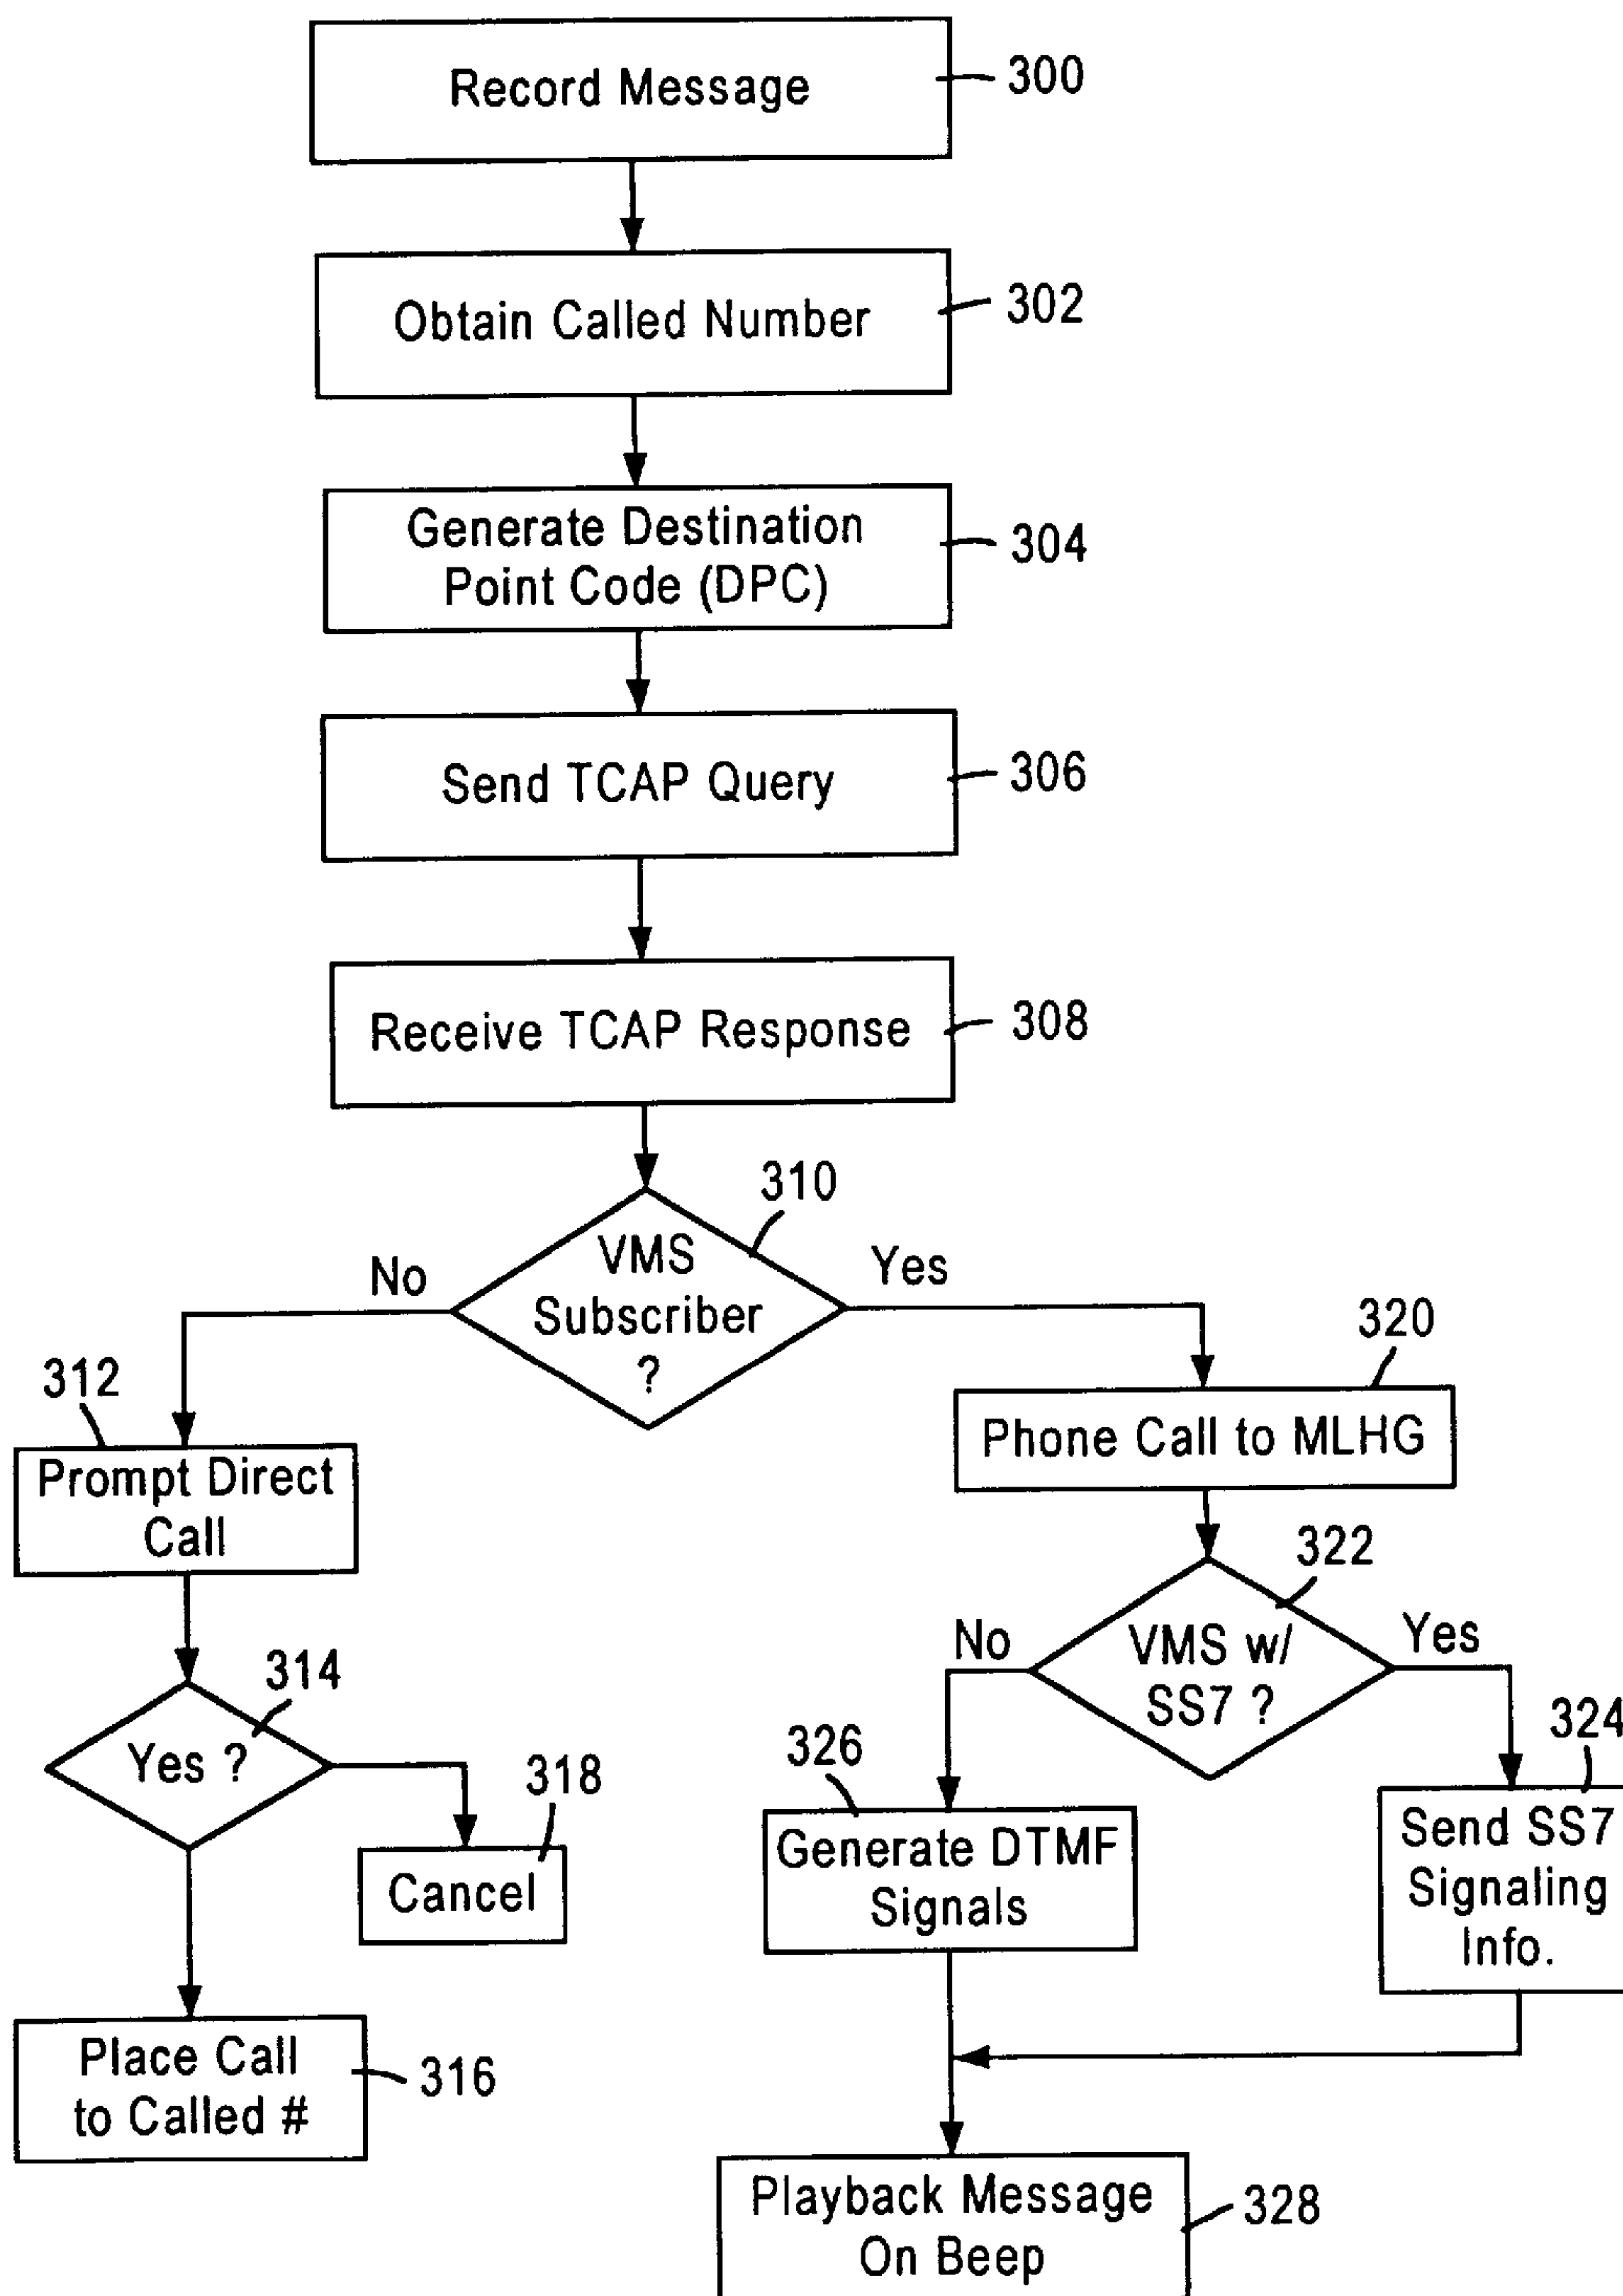 Record Message
300
Obtain Called Number
302
Generate Destination
Point Code (DPC)
304
Send TCAP Query
306
Receive TCAP Response
308
310
VMS
Subscriber
?
No
Yes
312
Prompt Direct
Call
314
Yes ?
318
Cancel
Place Call
to Called #
316
320
Phone Call to MLHG
322
VMS w/
SS7 ?
No
Yes
326
Generate DTMF
Signals
324
Send SS7
Signaling
Info.
Playback Message
On Beep
328